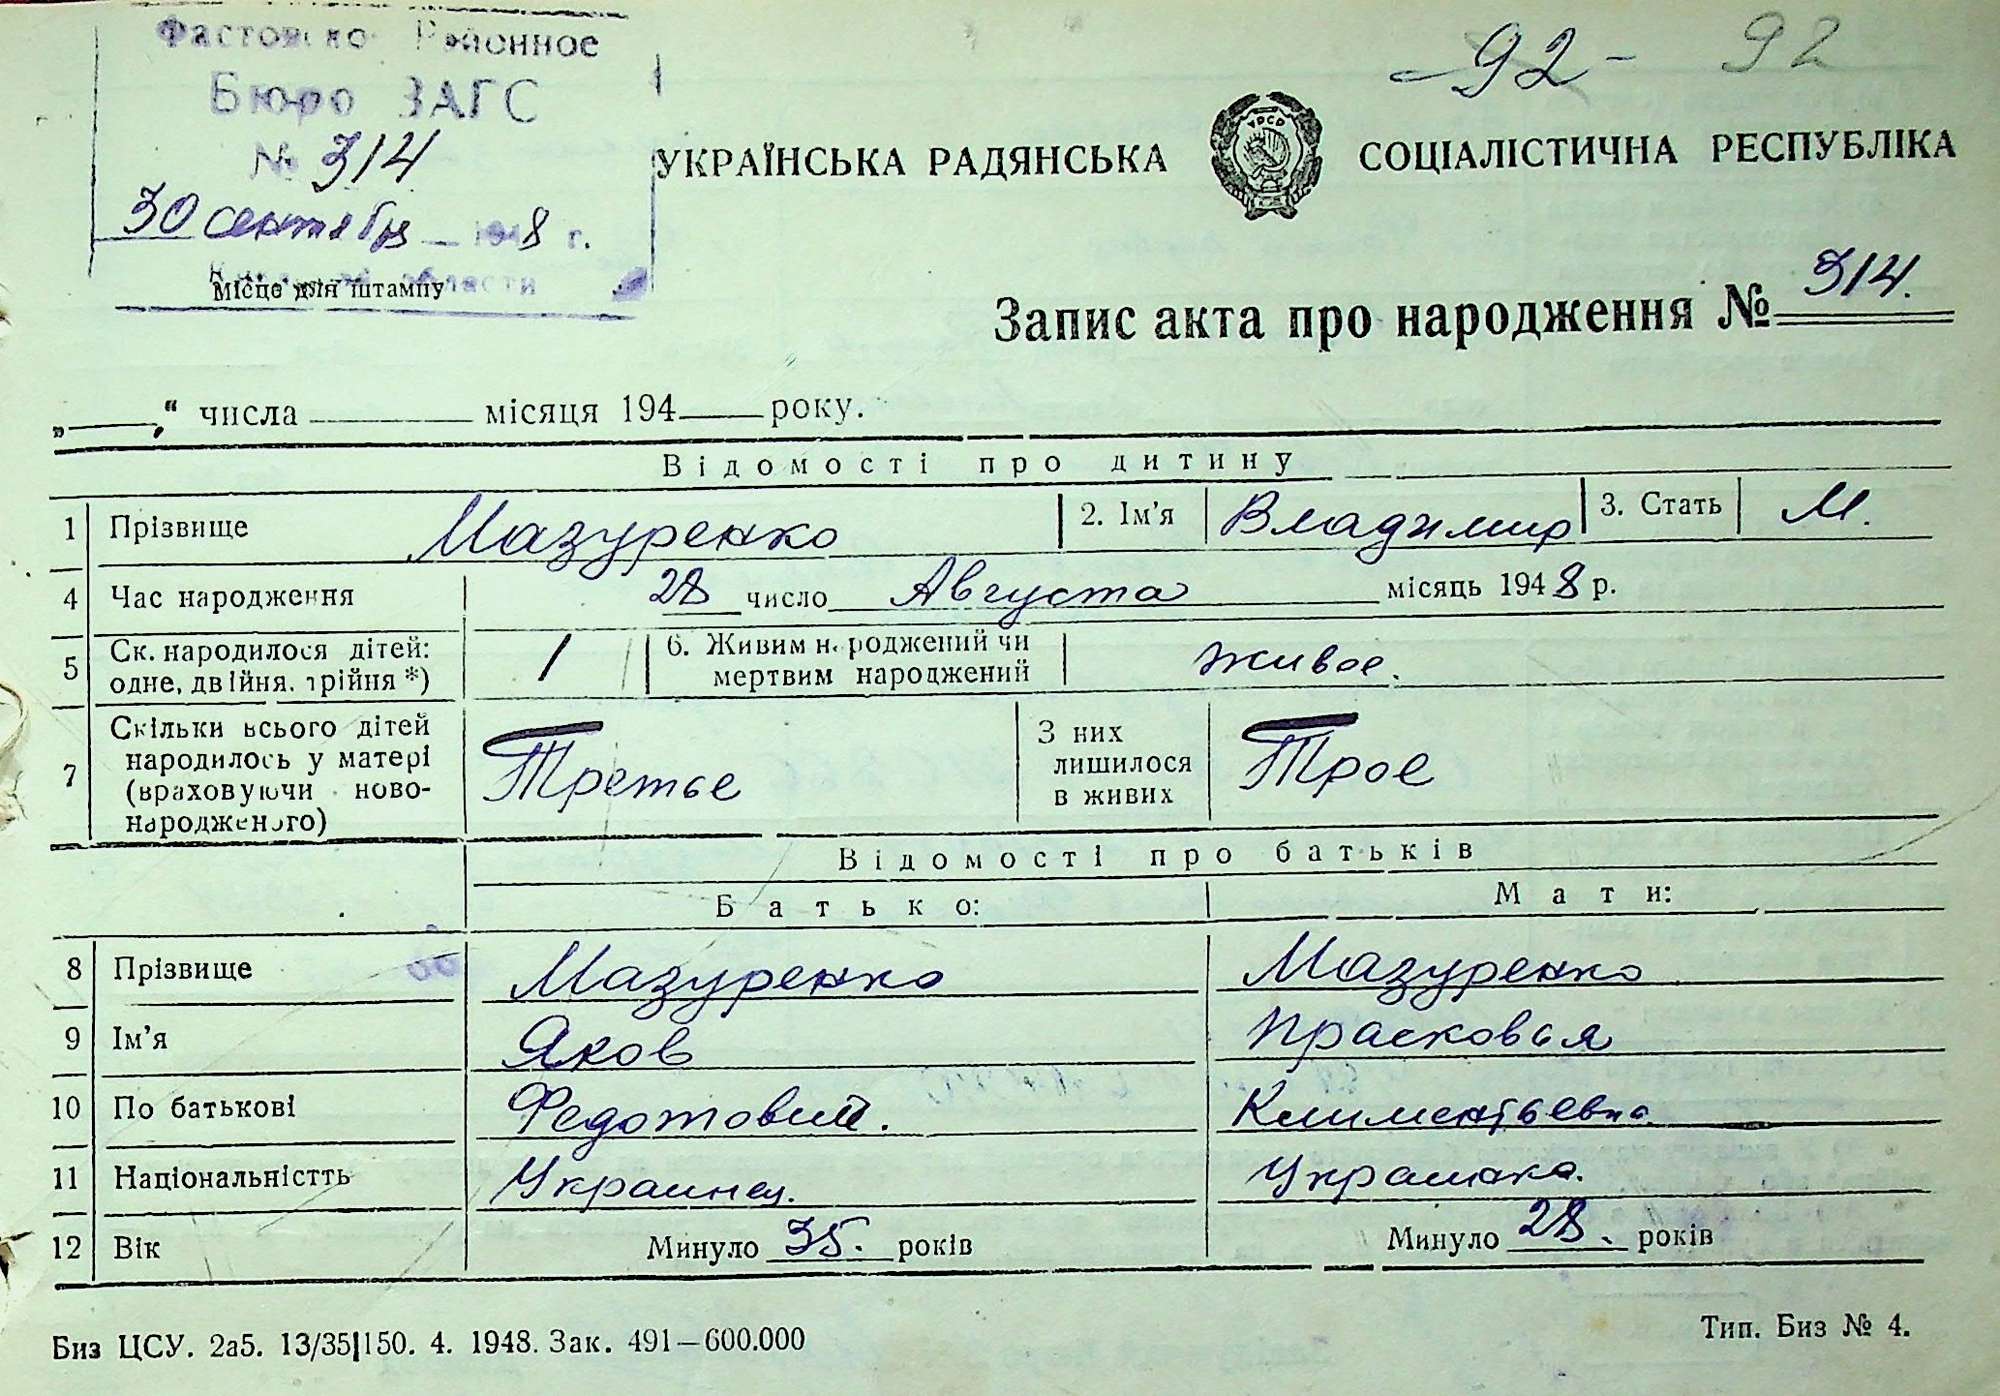 Фастовско Районное
Бюро ЗАГС
№ 314
30 сентября 1948 г.
области
Місце для штампу
92 - 92
УРСР
УКРАЇНСЬКА РАДЯНСЬКА СОЦІАЛІСТИЧНА РЕСПУБЛІКА
Запис акта про народження № 314.
„____“ числа ____ місяця 194__ року.
Відомості про дитину
1 Прізвище Мазуренко 2. Ім’я Владимир 3. Стать М.
4 Час народження 28 число Августа місяць 1948 р.
5 Ск. народилося дітей: одне, двійня, трійня *) 1 6. Живим народжений чи мертвим народжений живое.
7 Скільки всього дітей народилось у матері (враховуючи новонародженого) Третье З них лишилося в живих Трое
Відомості про батьків
Батько: Мати:
8 Прізвище Мазуренко Мазуренко
9 Ім’я Яков Прасковья
10 По батькові Федотович. Климентьевна.
11 Національністть Украинец. Украинка.
12 Вік Минуло 35. років Минуло 28. років
Биз ЦСУ. 2а5. 13/35|150. 4. 1948. Зак. 491—600.000
Тип. Биз № 4.